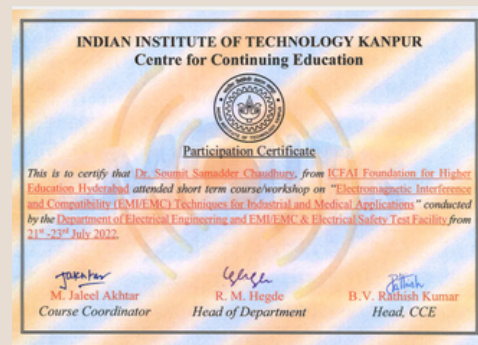 INDIAN INSTITUTE OF TECHNOLOGY KANPUR
Centre for Continuing Education
Participation Certificate
This is to certify that Dr. Soumit Samadder Chaudhury, from ICFAI Foundation for Higher
Education Hyderabad attended short term course/workshop on "Electromagnetic Interference
and Compatibility (EMI/EMC) Techniques for Industrial and Medical Applications" conducted
by the Department of Electrical Engineering and EMI/EMC & Electrical Safety Test Facility from
21st -23rd July 2022.
M. Jaleel Akhtar
R. M. Hegde
B.V. Rathish Kumar
Course Coordinator
Head of Department
Head, CCE